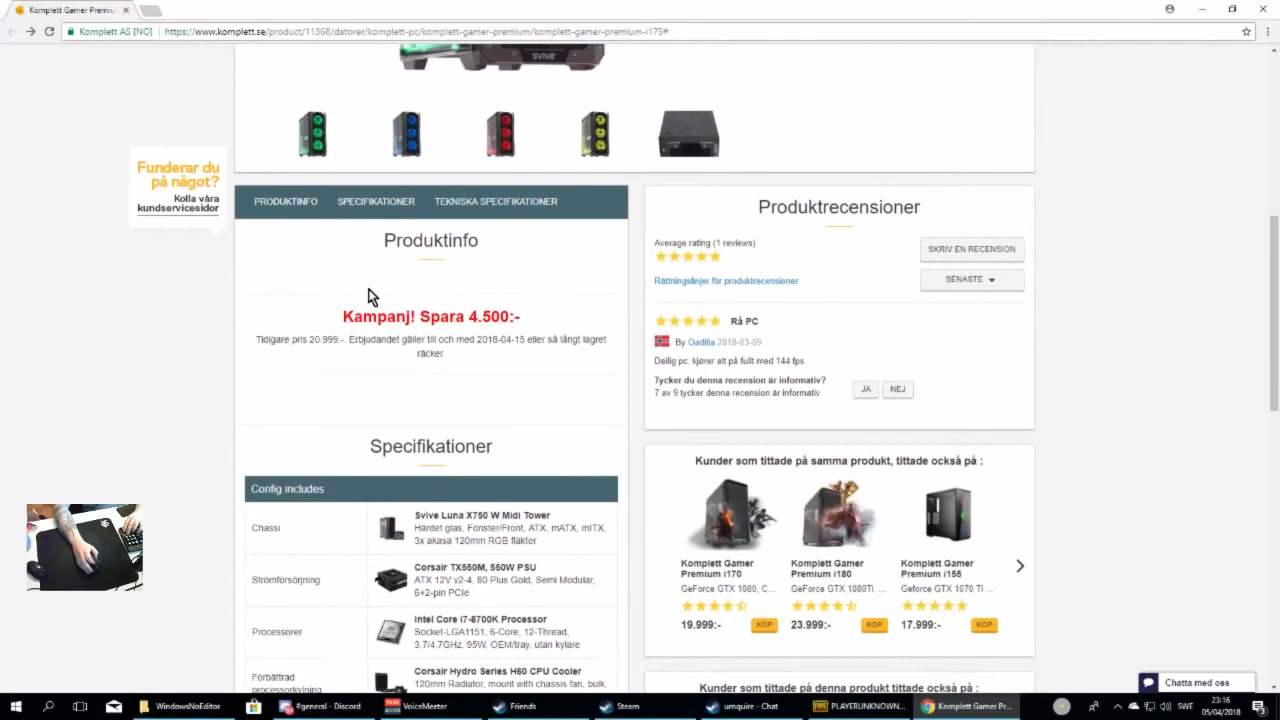 Komplett Gamer Premiu
Komplett AS [NO]
https://www.komplett.se/product/11368/datorer/komplett-pc/komplett-gamer-premium/komplett-gamer-premium-i175#
SVIVE
Funderar du
på något?
Kolla våra
kundservicesidor
PRODUKTINFO
SPECIFIKATIONER
TEKNISKA SPECIFIKATIONER
Produktinfo
Kampanj! Spara 4.500:-
Tidigare pris 20.999:-. Erbjudandet gäller till och med 2018-04-15 eller så långt lagret
räcker.
Specifikationer
Config includes
Chassi
Svive Luna X750 W Midi Tower
Härdet glas, Fönster/Front, ATX, mATX, mITX,
3x akasa 120mm RGB fläkter
Strömförsörjning
Corsair TX550M, 550W PSU
ATX 12V v2-4, 80 Plus Gold, Semi Modular,
6+2-pin PCIe
Processorer
Intel Core i7-8700K Processor
Socket-LGA1151, 6-Core, 12-Thread,
3.7/4.7GHz, 95W, OEM/tray, utan kylare
Förbättrad
processorkylning
Corsair Hydro Series H60 CPU Cooler
120mm Radiator, mount with chassis fan, bulk,
Produktrecensioner
Average rating (1 reviews)
SKRIV EN RECENSION
Rättningslinjer för produktrecensioner
SENASTE
Rå PC
By Oadilla 2018-03-09
Deilig pc, kjører alt på fullt med 144 fps
Tycker du denna recension är informativ?
7 av 9 tycker denna recension är informativ
JA
NEJ
Kunder som tittade på samma produkt, tittade också på :
Komplett Gamer
Premium i170
GeForce GTX 1080, C...
19.999:-
KÖP
Komplett Gamer
Premium i180
GeForce GTX 1080Ti, ...
23.999:-
KÖP
Komplett Gamer
Premium i155
Geforce GTX 1070 Ti ...
17.999:-
KÖP
Kunder som tittade på denna produkt tittade också på :
Chatta med oss
WindowsNoEditor
#general - Discord
VoiceMeeter
Friends
Steam
umquire - Chat
PLAYERUNKNOWN...
Komplett Gamer Pr...
SWE
23:16